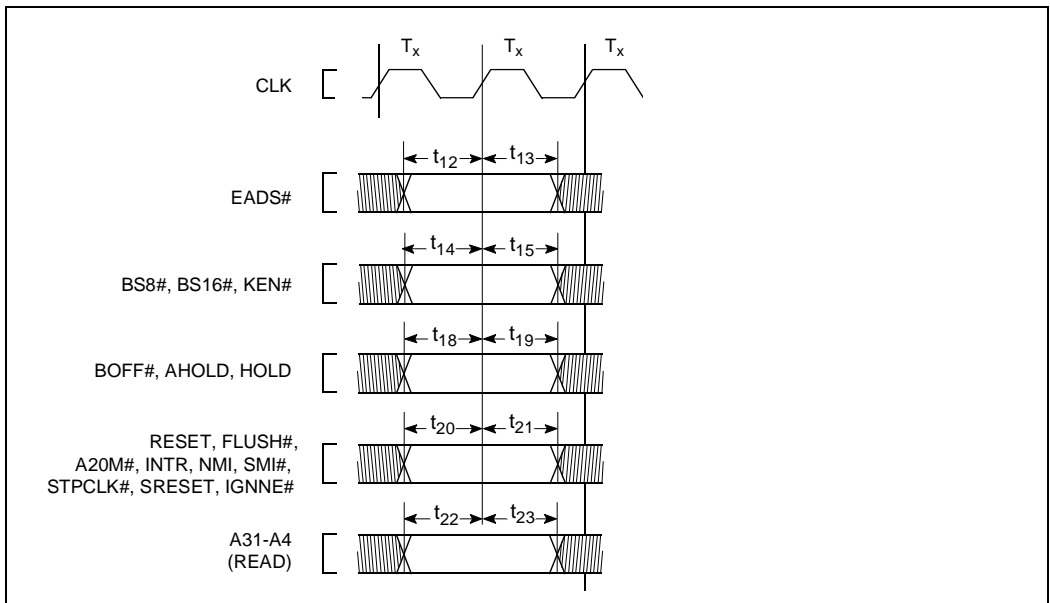 Tx Tx Tx
CLK
t12 t13
EADS#
t14 t15
BS8#, BS16#, KEN#
t18 t19
BOFF#, AHOLD, HOLD
t20 t21
RESET, FLUSH#,
A20M#, INTR, NMI, SMI#,
STPCLK#, SRESET, IGNNE#
t22 t23
A31-A4
(READ)